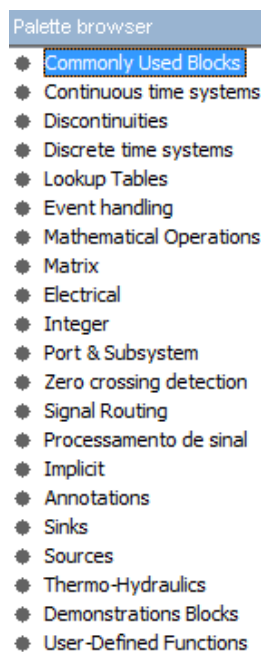 Palette browser
Commonly Used Blocks
Continuous time systems
Discontinuities
Discrete time systems
Lookup Tables
Event handling
Mathematical Operations
Matrix
Electrical
Integer
Port & Subsystem
Zero crossing detection
Signal Routing
Processamento de sinal
Implicit
Annotations
Sinks
Sources
Thermo-Hydraulics
Demonstrations Blocks
User-Defined Functions